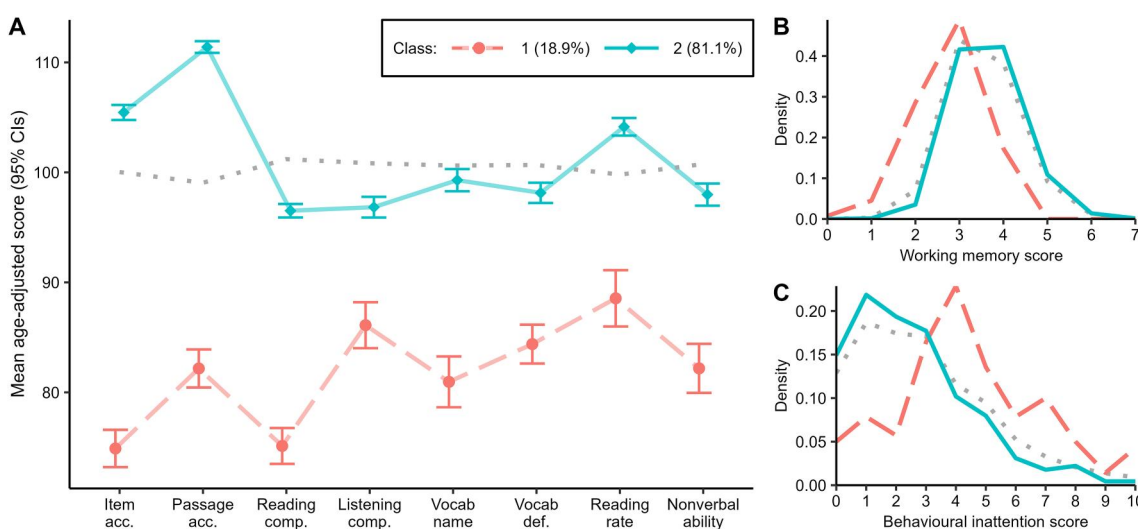 A
Mean age-adjusted score (95% CIs)
110
100
90
80
Class: 1 (18.9%) 2 (81.1%)
Item acc.
Passage acc.
Reading comp.
Listening comp.
Vocab name
Vocab def.
Reading rate
Nonverbal ability
B
Density
0.4
0.3
0.2
0.1
0.0
0 1 2 3 4 5 6 7
Working memory score
C
Density
0.20
0.15
0.10
0.05
0.00
0 1 2 3 4 5 6 7 8 9 10
Behavioural inattention score